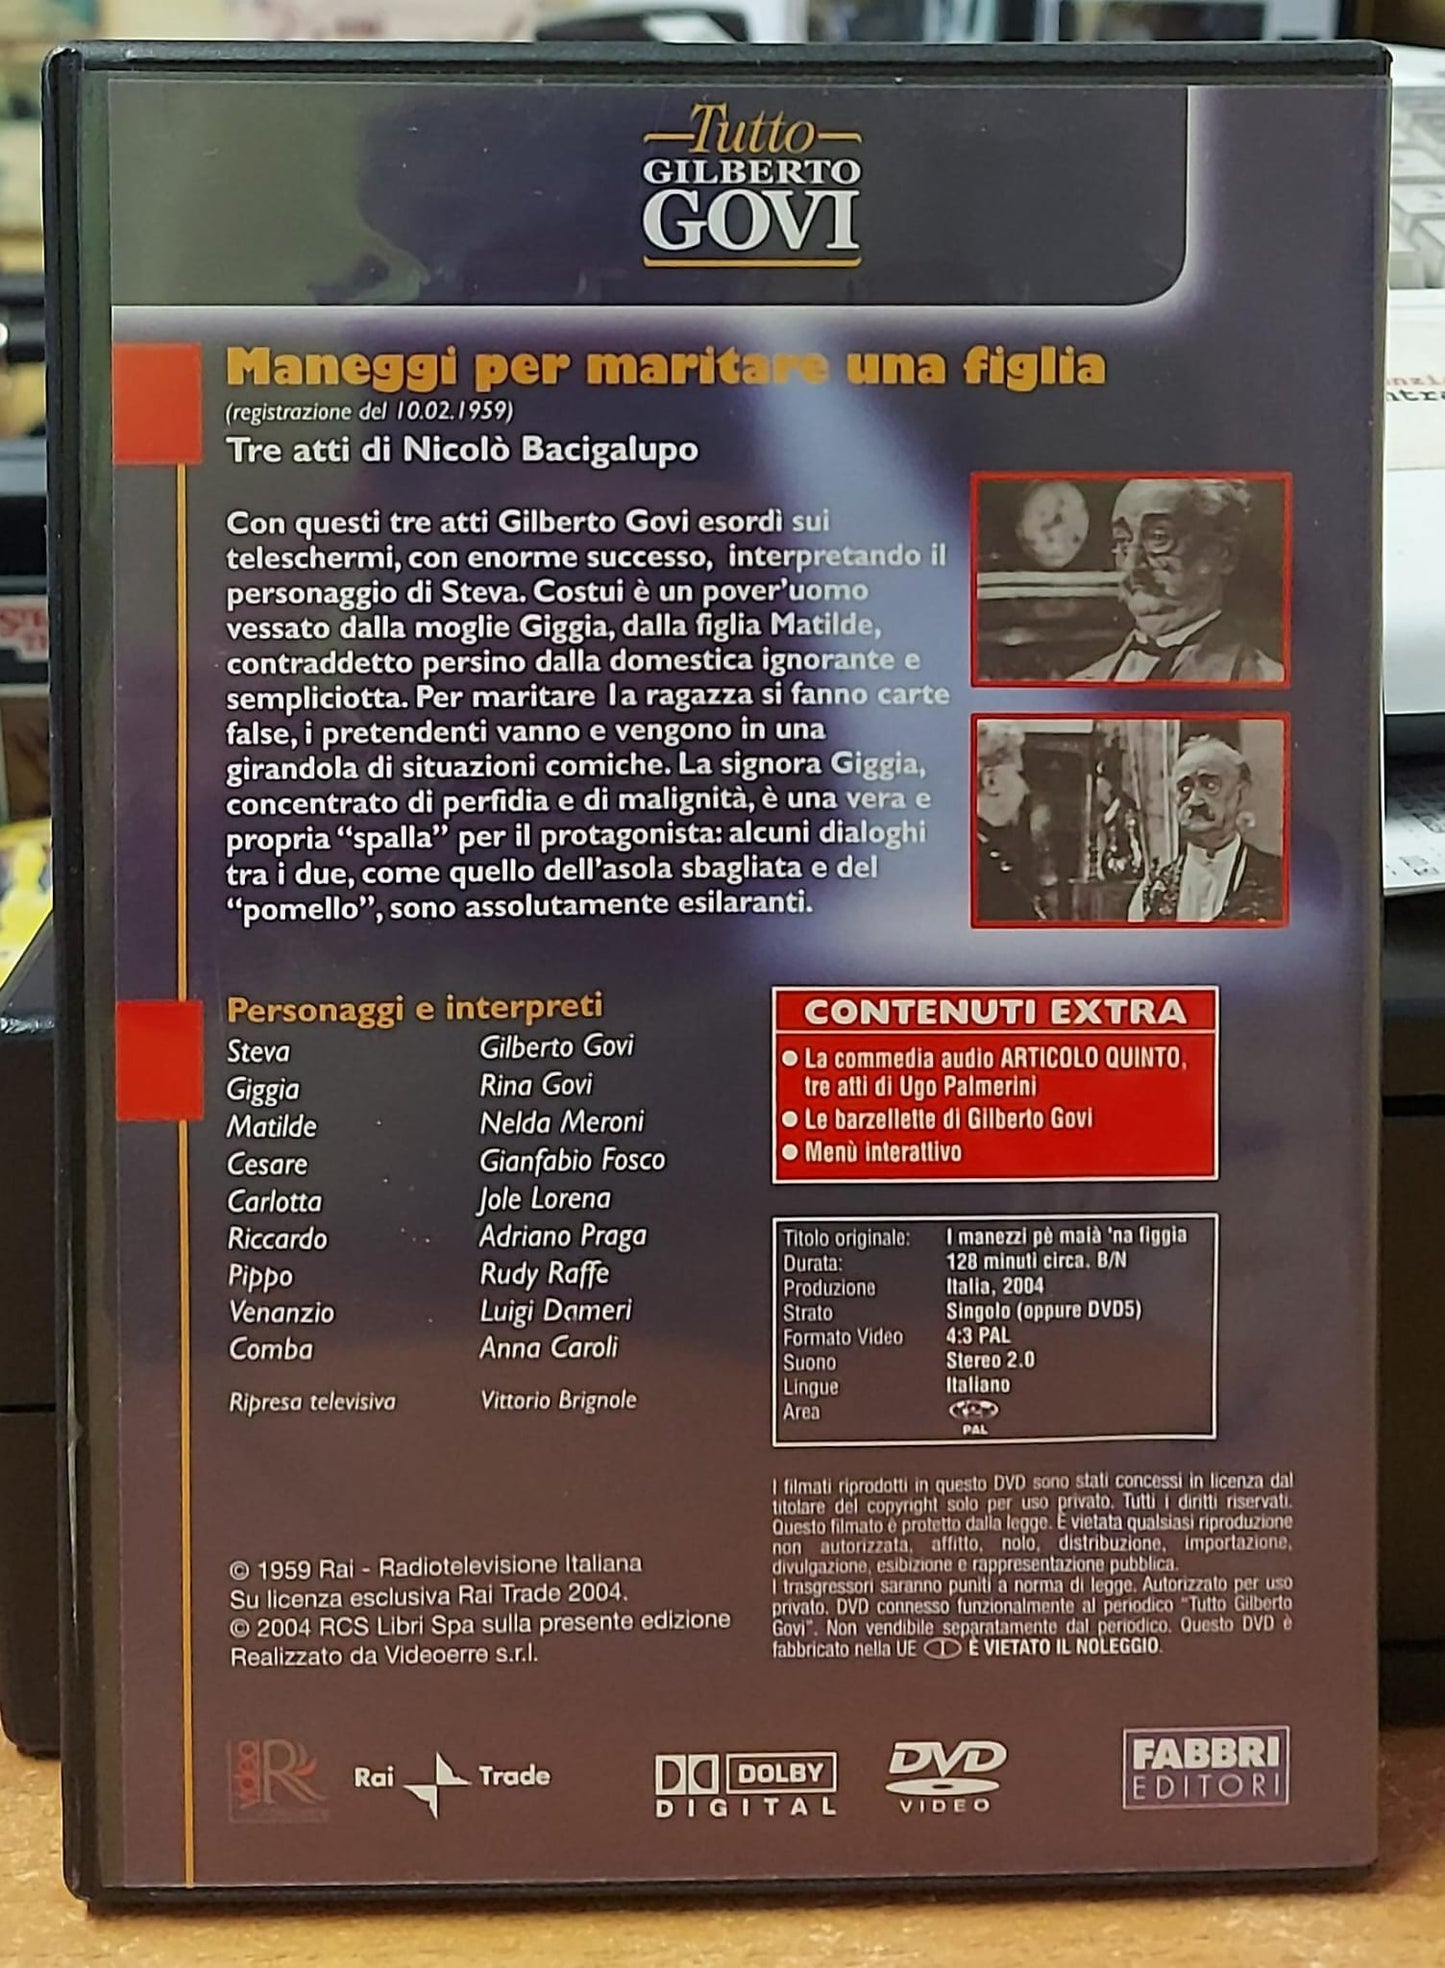 Tutto
GILBERTO
GOVI
Maneggi per maritare una figlia
(registrazione del 10.02.1959)
Tre atti di Nicolò Bacigalupo
Con questi tre atti Gilberto Govi esordì sui
teleschermi, con enorme successo, interpretando il
personaggio di Steva. Costui è un pover'uomo
vessato dalla moglie Giggia, dalla figlia Matilde,
contraddetto persino dalla domestica ignorante e
sempliciotta. Per maritare la ragazza si fanno carte
false, i pretendenti vanno e vengono in una
girandola di situazioni comiche. La signora Giggia,
concentrato di perfidia e di malignità, è una vera e
propria “spalla” per il protagonista: alcuni dialoghi
tra i due, come quello dell'asola sbagliata e del
“pomello”, sono assolutamente esilaranti.
Personaggi e interpreti
Steva Gilberto Govi
Giggia Rina Govi
Matilde Nelda Meroni
Cesare Gianfabio Fosco
Carlotta Jole Lorena
Riccardo Adriano Praga
Pippo Rudy Raffe
Venanzio Luigi Dameri
Comba Anna Caroli
Ripresa televisiva Vittorio Brignole
CONTENUTI EXTRA
● La commedia audio ARTICOLO QUINTO,
tre atti di Ugo Palmerini
● Le barzellette di Gilberto Govi
● Menù interattivo
Titolo originale: I manezzi pè maià 'na figgia
Durata: 128 minuti circa. B/N
Produzione Italia, 2004
Strato Singolo (oppure DVD5)
Formato Video 4:3 PAL
Suono Stereo 2.0
Lingue Italiano
Area
PAL
I filmati riprodotti in questo DVD sono stati concessi in licenza dal
titolare del copyright solo per uso privato. Tutti i diritti riservati.
Questo filmato è protetto dalla legge. È vietata qualsiasi riproduzione
non autorizzata, affitto, nolo, distribuzione, importazione,
divulgazione, esibizione e rappresentazione pubblica.
I trasgressori saranno puniti a norma di legge. Autorizzato per uso
privato. DVD connesso funzionalmente al periodico “Tutto Gilberto
Govi”. Non vendibile separatamente dal periodico. Questo DVD è
fabbricato nella UE È VIETATO IL NOLEGGIO.
© 1959 Rai - Radiotelevisione Italiana
Su licenza esclusiva Rai Trade 2004.
© 2004 RCS Libri Spa sulla presente edizione
Realizzato da Videoerre s.r.l.
video R
Rai Trade
DOLBY
DIGITAL
DVD
VIDEO
FABBRI
EDITORI